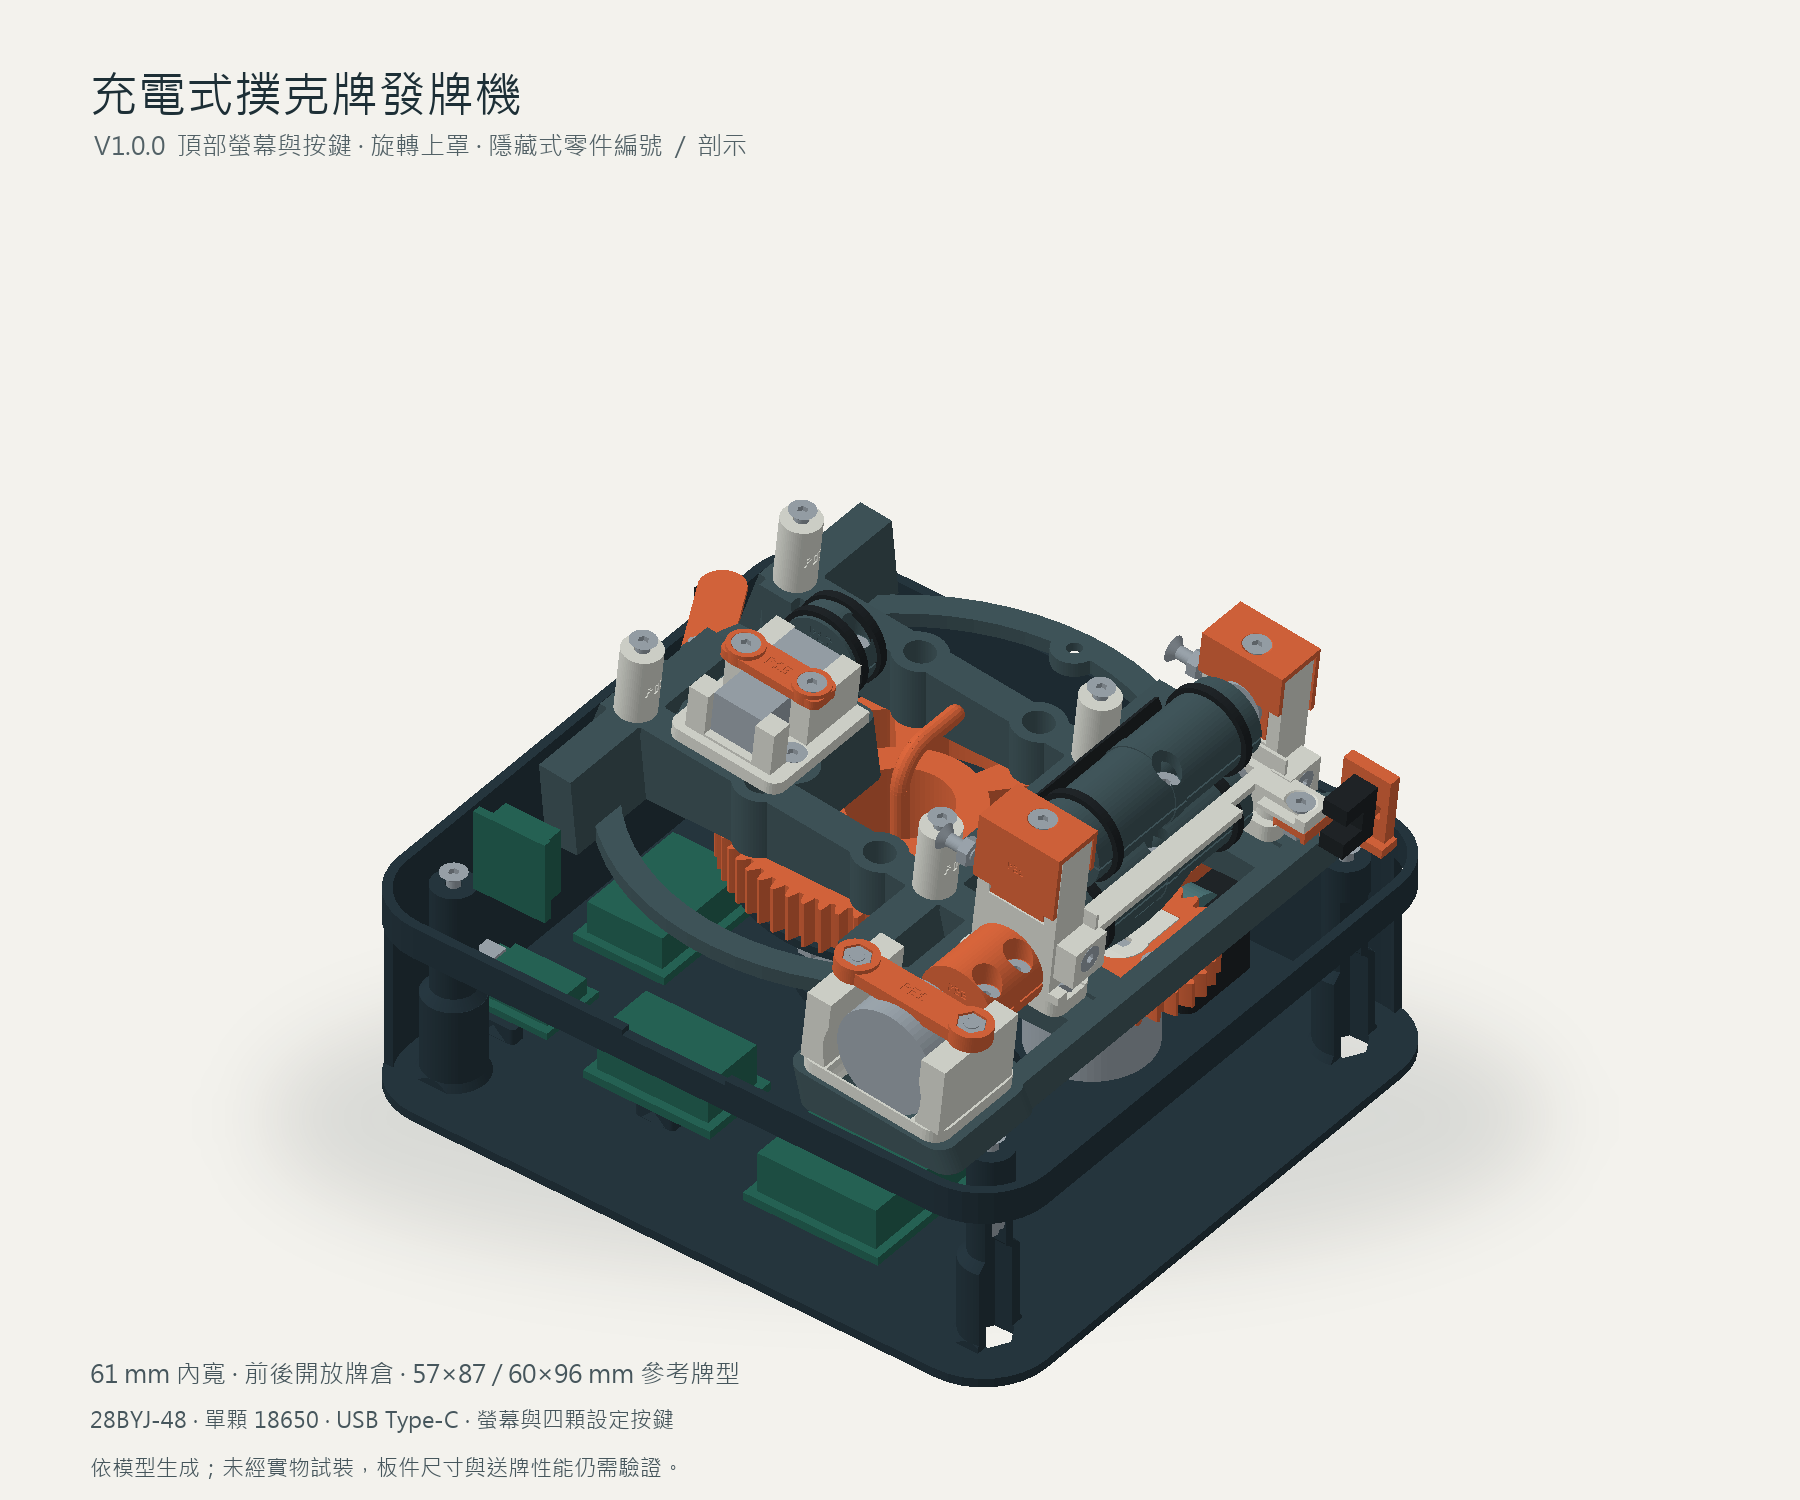 充電式撲克牌發牌機
V1.0.0 頂部螢幕與按鍵 · 旋轉上罩 · 隱藏式零件編號 / 剖示
61 mm 內寬 · 前後開放牌倉 · 57×87 / 60×96 mm 參考牌型
28BYJ-48 · 單顆 18650 · USB Type-C · 螢幕與四顆設定按鍵
依模型生成；未經實物試裝，板件尺寸與送牌性能仍需驗證。